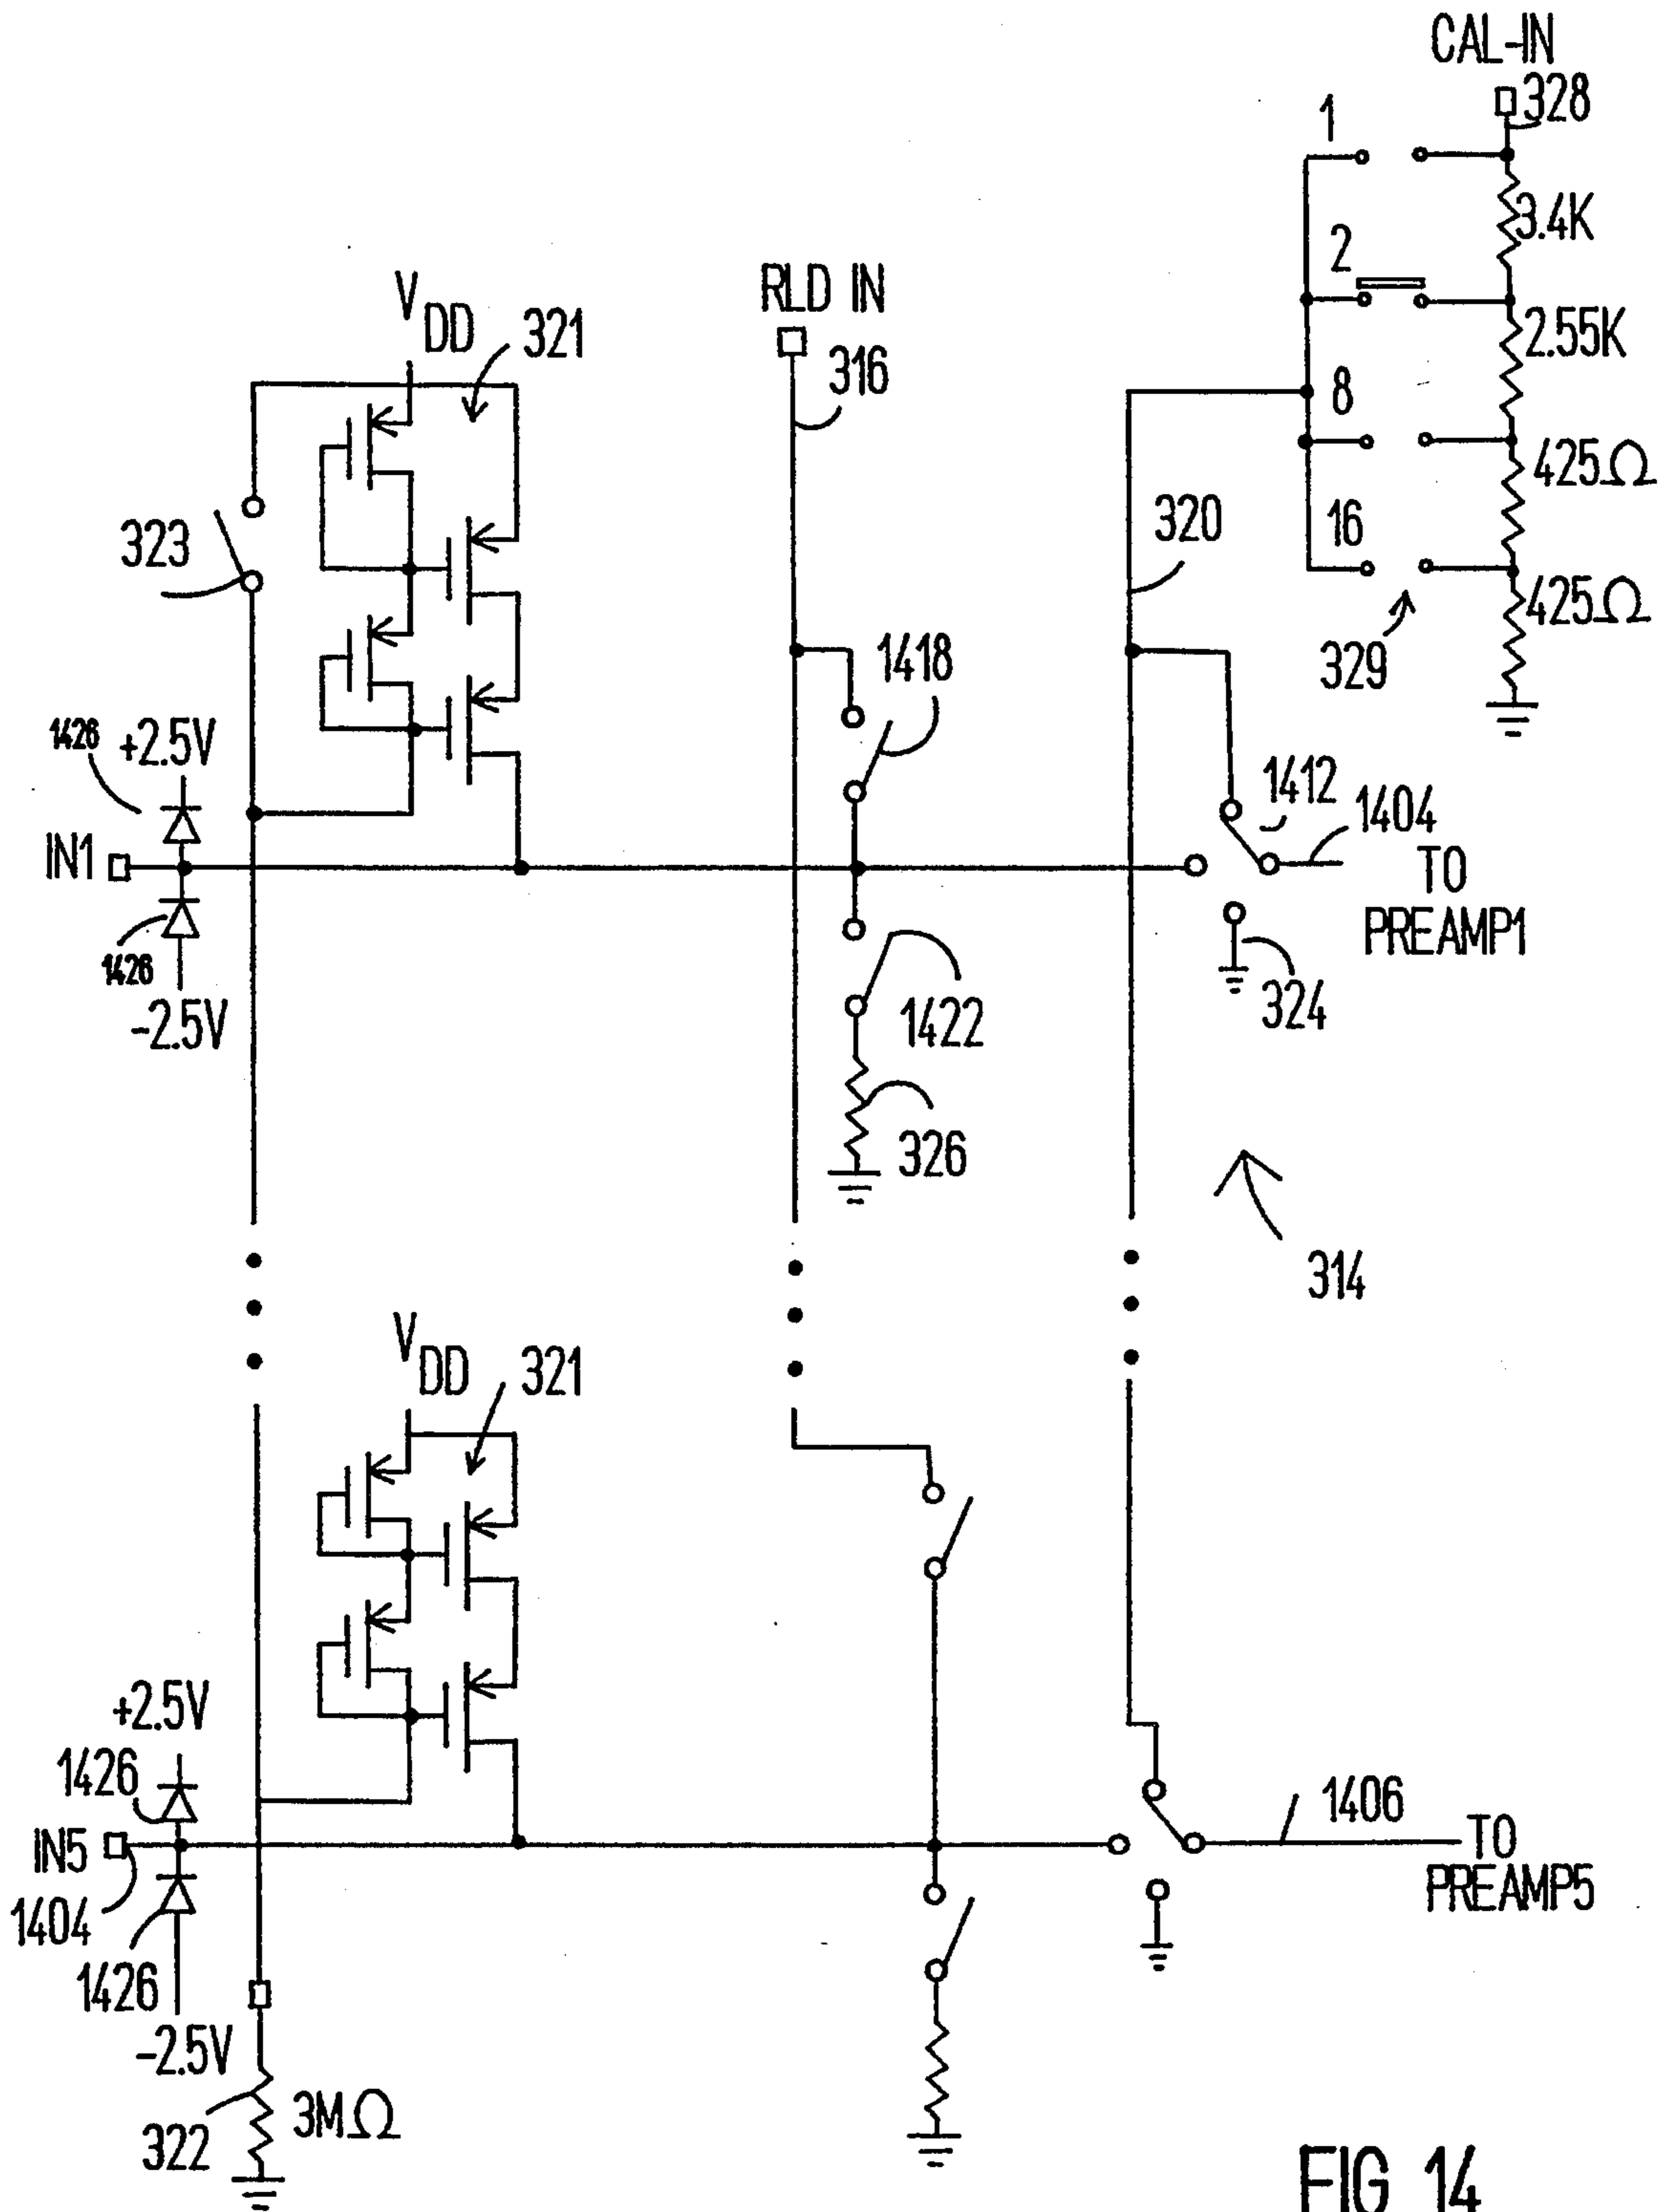 CAL-IN
328
1
3.4K
2
2.55K
8
425Ω
16
425Ω
329
V DD
321
RLD IN
316
323
320
1418
1426
+2.5V
1412
1404
IN1
TO
PREAMP1
1426
-2.5V
1422
324
326
314
V DD
321
+2.5V
1426
1406
IN5
TO
PREAMP5
1404
1426
-2.5V
3MΩ
322
FIG 14